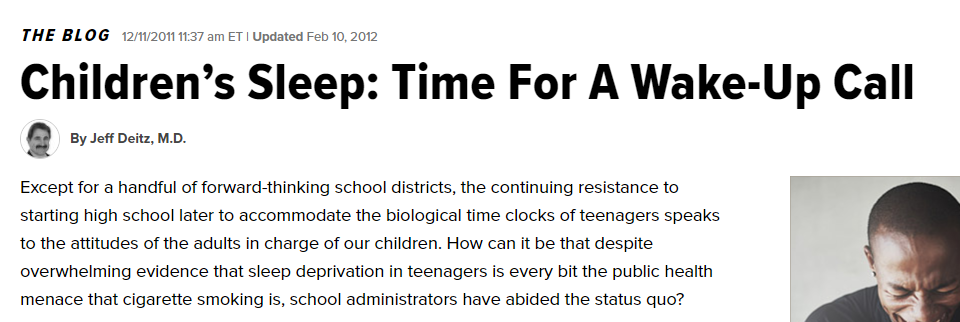 THE BLOG 12/11/2011 11:37 am ET | Updated Feb 10, 2012
Children’s Sleep: Time For A Wake-Up Call
By Jeff Deitz, M.D.
Except for a handful of forward-thinking school districts, the continuing resistance to
starting high school later to accommodate the biological time clocks of teenagers speaks
to the attitudes of the adults in charge of our children. How can it be that despite
overwhelming evidence that sleep deprivation in teenagers is every bit the public health
menace that cigarette smoking is, school administrators have abided the status quo?